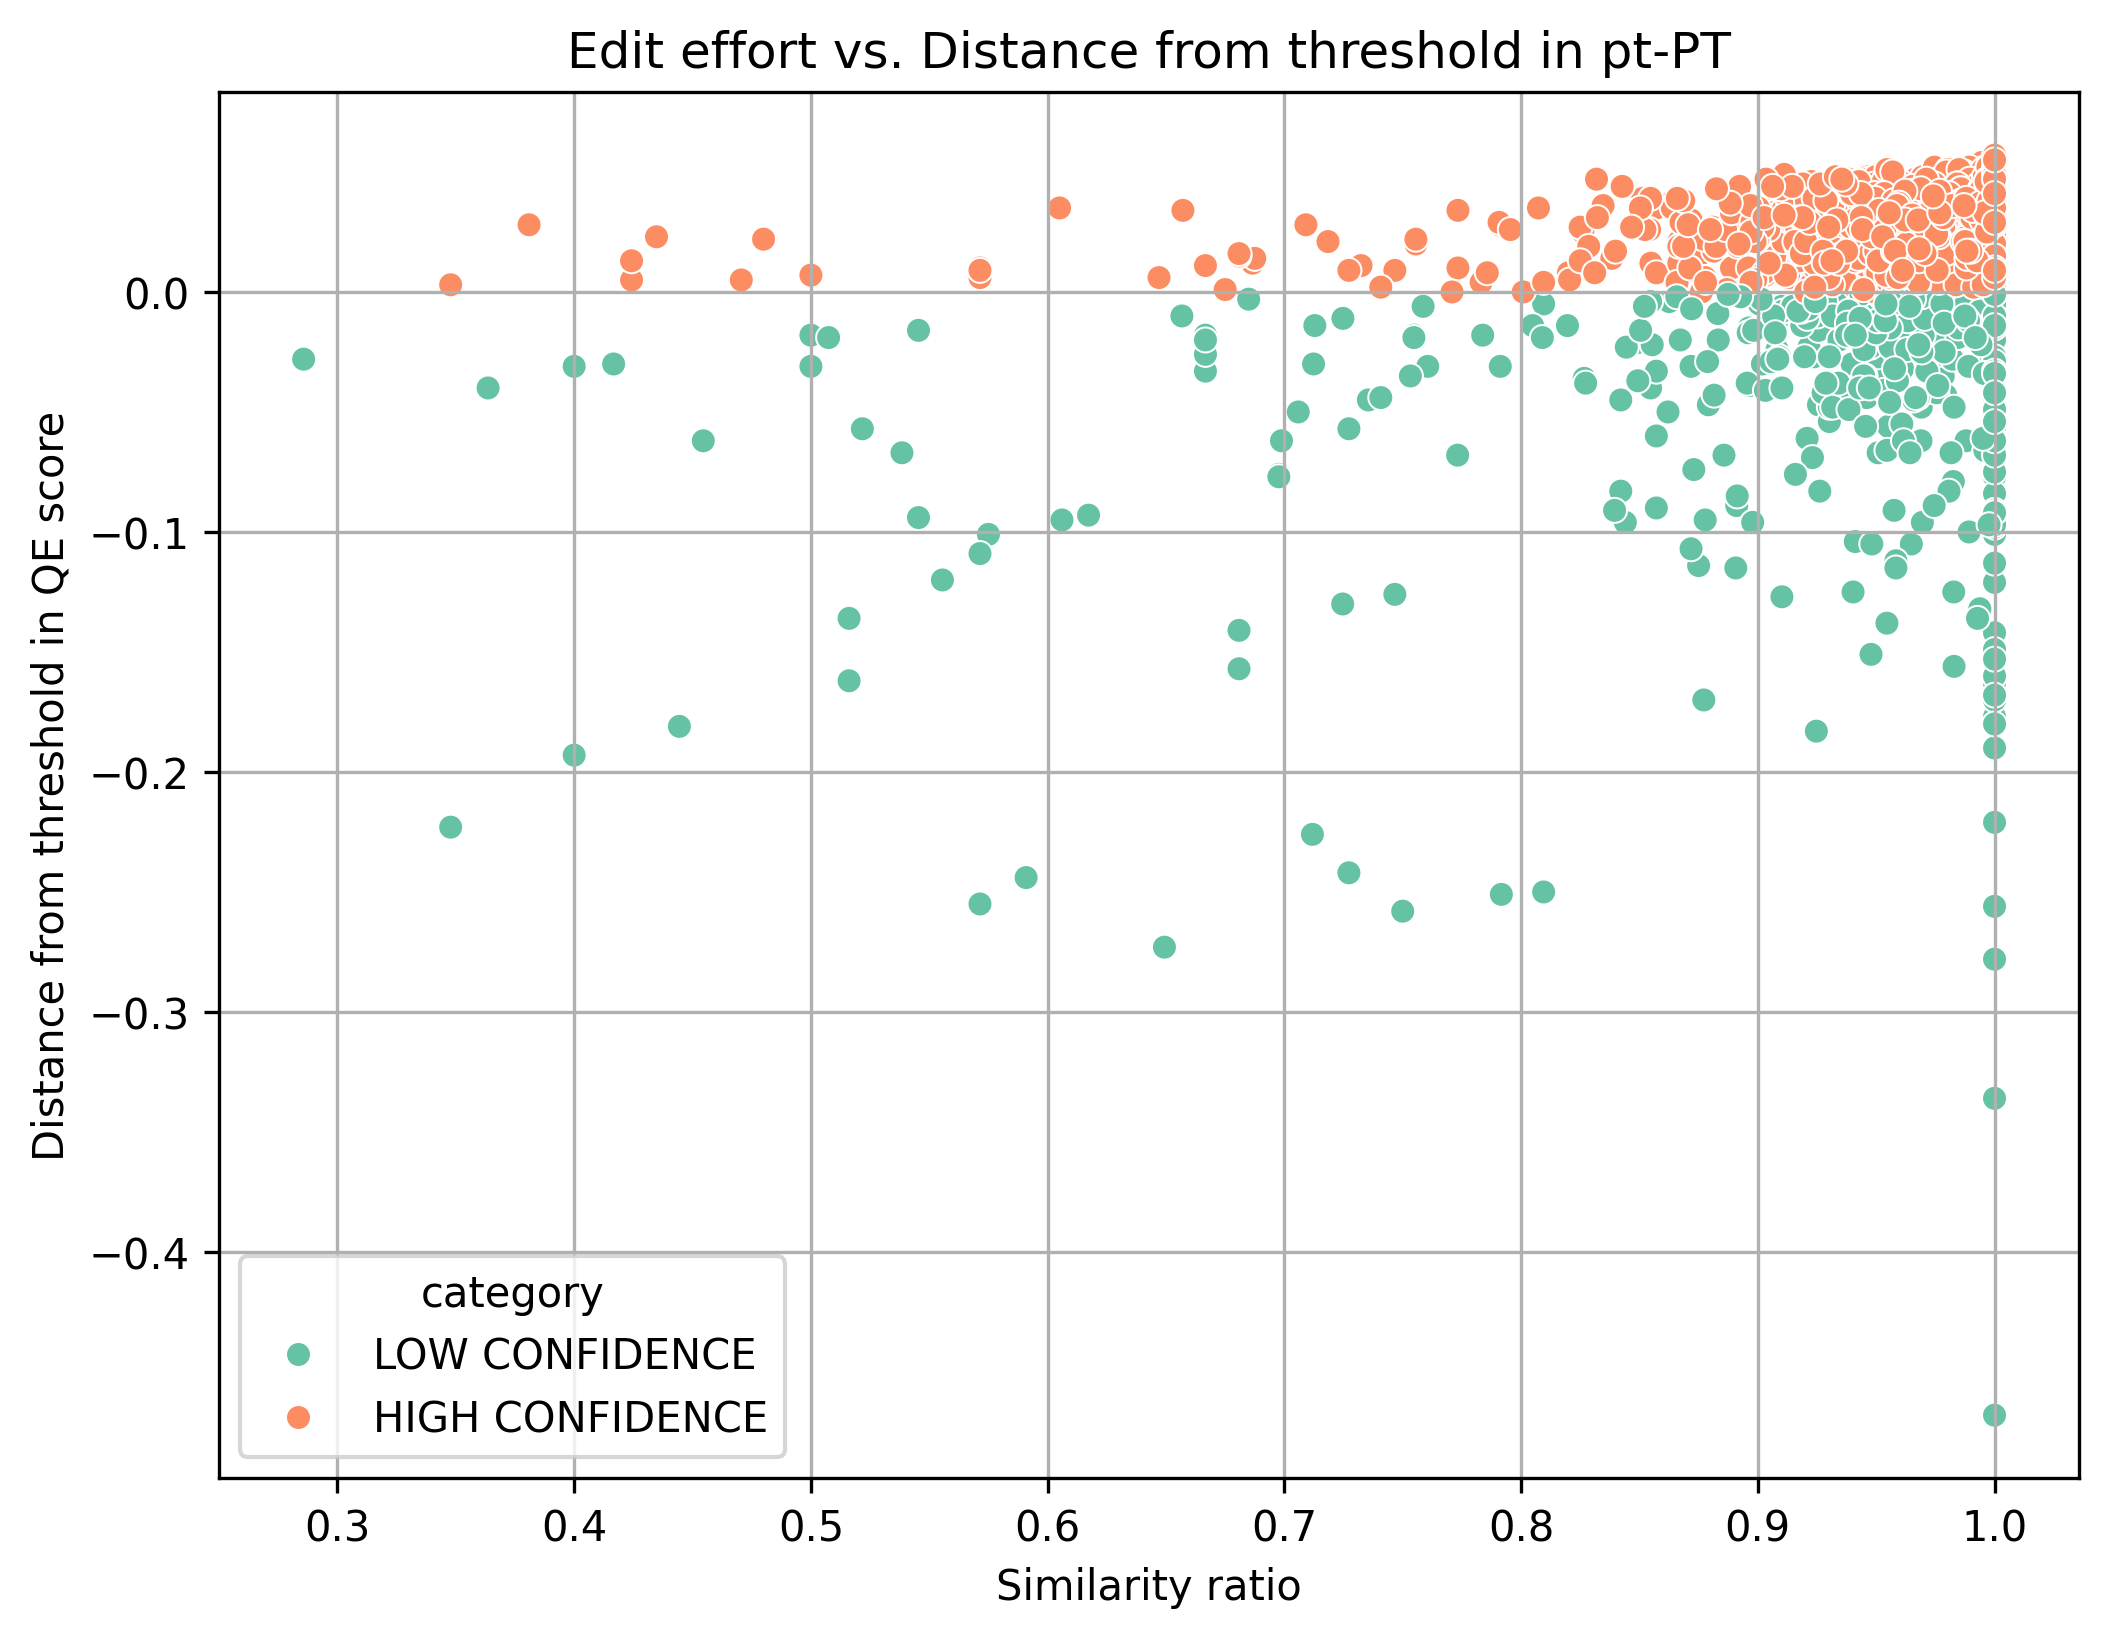 Edit effort vs. Distance from threshold in pt-PT
Distance from threshold in QE score
0.0
−0.1
−0.2
−0.3
−0.4
category
LOW CONFIDENCE
HIGH CONFIDENCE
0.3 0.4 0.5 0.6 0.7 0.8 0.9 1.0
Similarity ratio